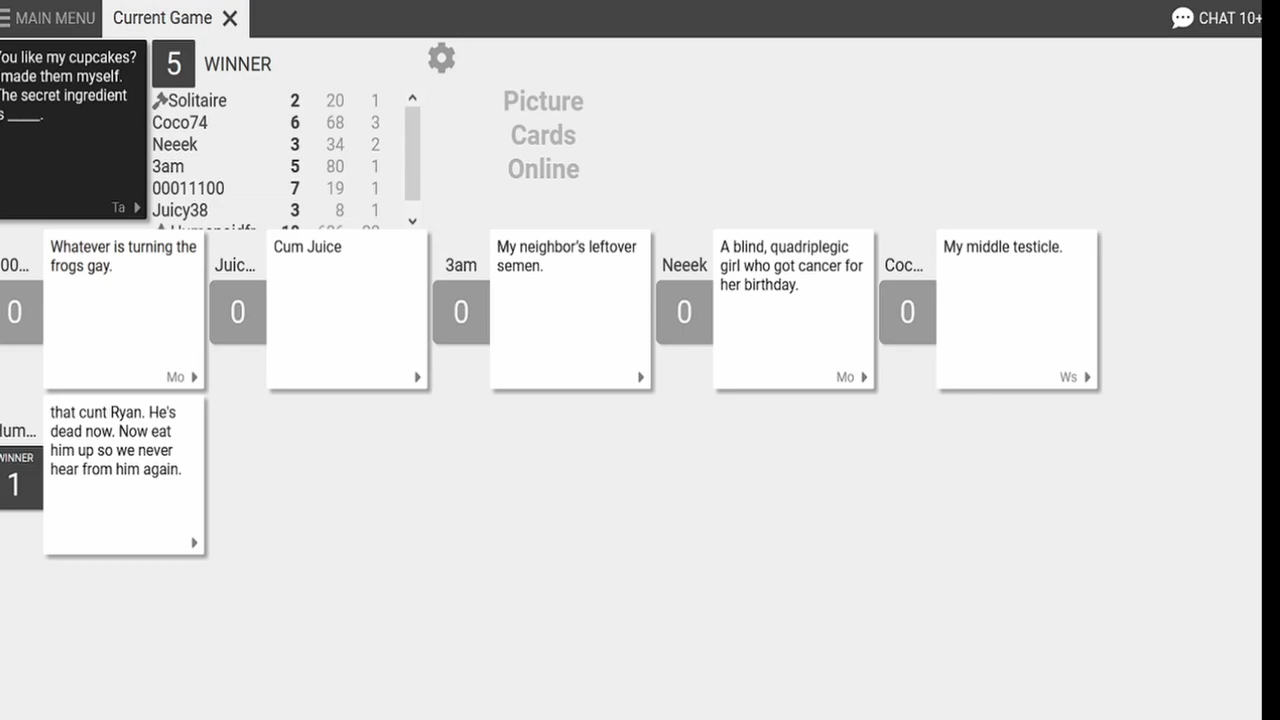 MAIN MENU
Current Game
CHAT 10+
You like my cupcakes?
made them myself.
The secret ingredient
s _____.
Ta
5 WINNER
Solitaire 2 20 1
Coco74 6 68 3
Neeek 3 34 2
3am 5 80 1
00011100 7 19 1
Juicy38 3 8 1
Picture
Cards
Online
00...
0
Whatever is turning the
frogs gay.
Mo
Juic...
0
Cum Juice
3am
0
My neighbor's leftover
semen.
Neeek
0
A blind, quadriplegic
girl who got cancer for
her birthday.
Mo
Coc...
0
My middle testicle.
Ws
Hum...
WINNER
1
that cunt Ryan. He's
dead now. Now eat
him up so we never
hear from him again.